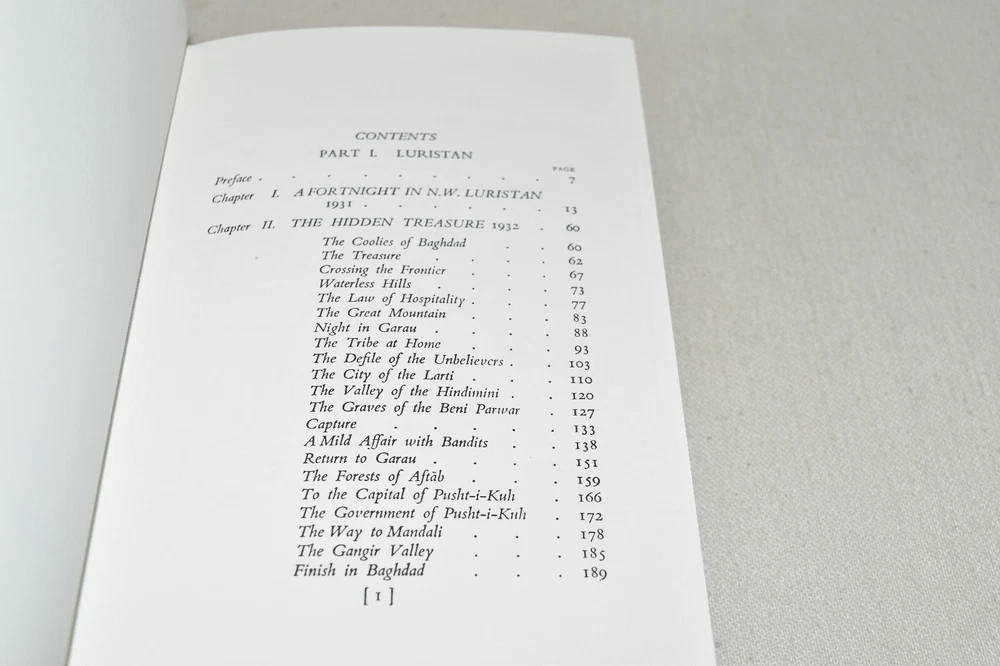 CONTENTS
PART I. LURISTAN
PAGE
Preface . . . . . . . . . 7
Chapter I. A FORTNIGHT IN N.W. LURISTAN
1931 . . . . . . 13
Chapter II. THE HIDDEN TREASURE 1932 . 60
The Coolies of Baghdad . . 60
The Treasure . . . . 62
Crossing the Frontier . . . 67
Waterless Hills . . . . 73
The Law of Hospitality . . . 77
The Great Mountain . . . 83
Night in Garau . . . . 88
The Tribe at Home . . . 93
The Defile of the Unbelievers . . 103
The City of the Larti . . . 110
The Valley of the Hindimini . . 120
The Graves of the Beni Parwar . 127
Capture . . . . . 133
A Mild Affair with Bandits . . 138
Return to Garau . . . . 151
The Forests of Aftāb . . . 159
To the Capital of Pusht-i-Kuh . 166
The Government of Pusht-i-Kuh . 172
The Way to Mandali . . . 178
The Gangir Valley . . . 185
Finish in Baghdad . . . 189
[ 1 ]